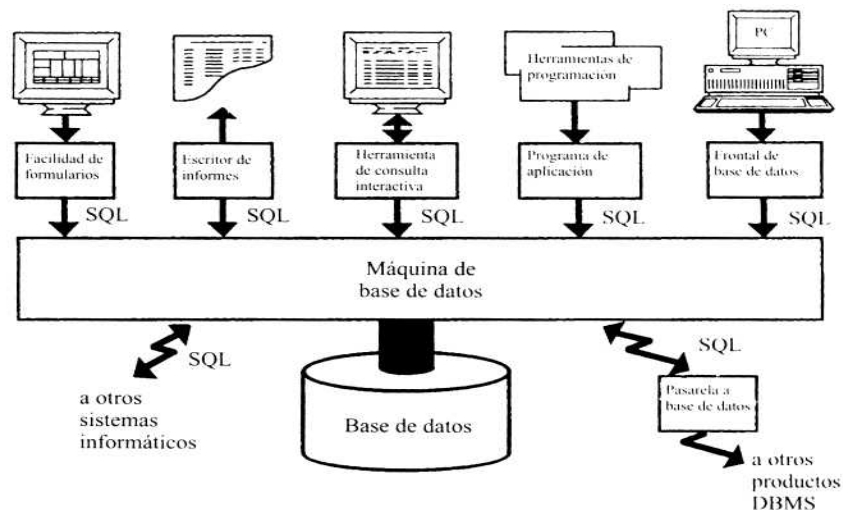 PC
Herramientas de
programación
Facilidad de
formularios
Escritor de
informes
Herramienta
de consulta
interactiva
Programa de
aplicación
Frontal de
base de datos
SQL
SQL
SQL
SQL
SQL
Máquina de
base de datos
SQL
SQL
a otros
sistemas
informáticos
Base de datos
Pasarela a
base de datos
a otros
productos
DBMS